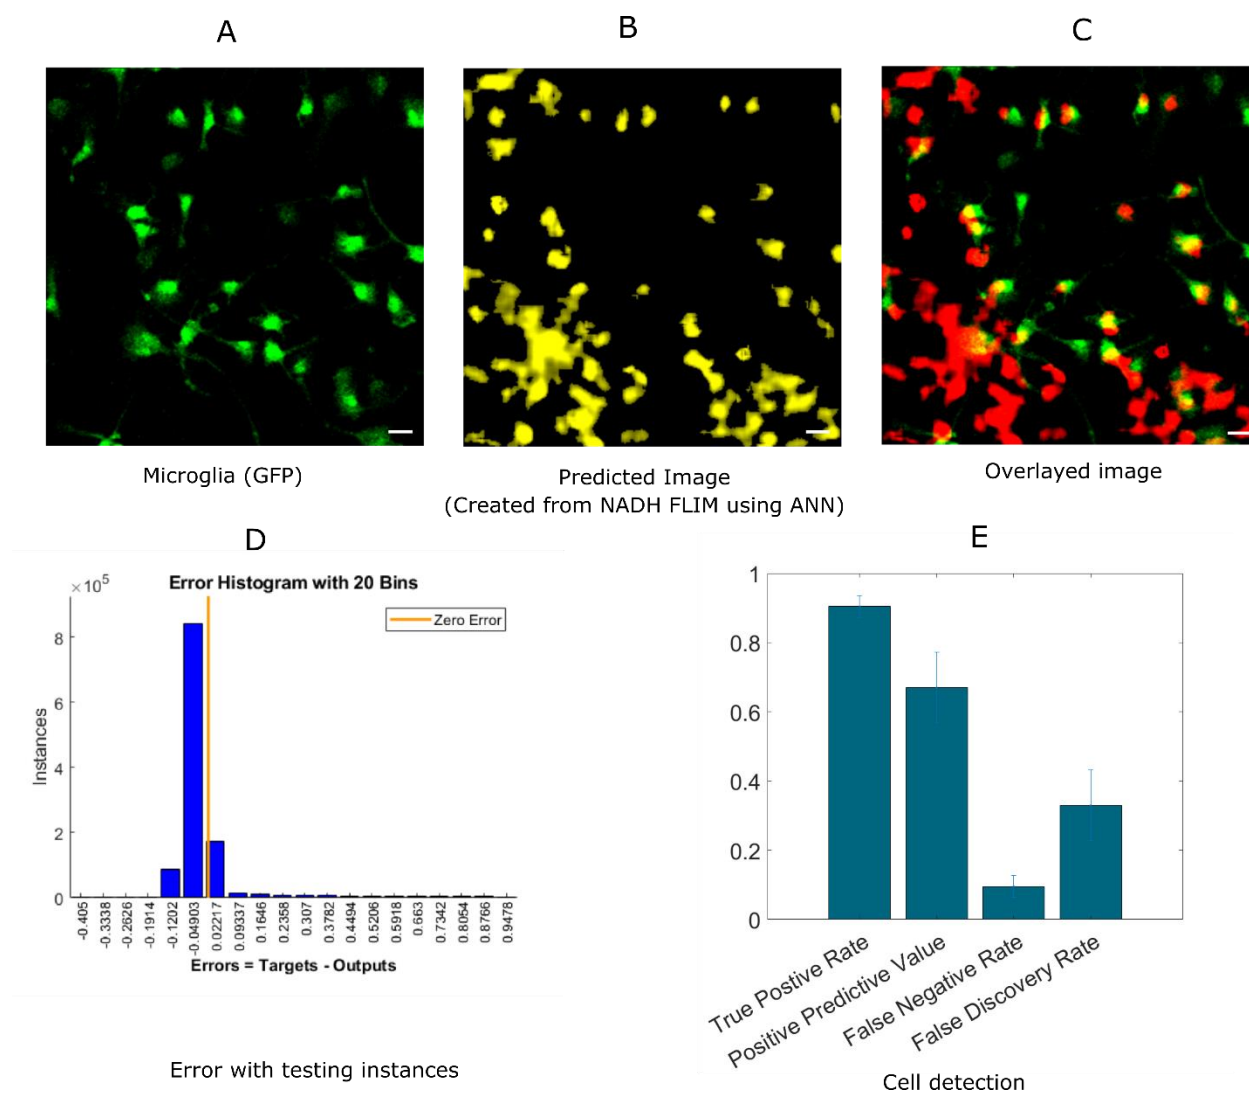 A
B
C
Microglia (GFP)
Predicted Image
(Created from NADH FLIM using ANN)
Overlayed image
D
Error Histogram with 20 Bins
×10⁵
Zero Error
8
6
4
2
0
Instances
-0.405
-0.3338
-0.2626
-0.1914
-0.1202
-0.04903
0.02217
0.09337
0.1646
0.2358
0.307
0.3782
0.4494
0.5206
0.5918
0.663
0.7342
0.8054
0.8766
0.9478
Errors = Targets - Outputs
Error with testing instances
E
1
0.8
0.6
0.4
0.2
0
True Postive Rate
Positive Predictive Value
False Negative Rate
False Discovery Rate
Cell detection